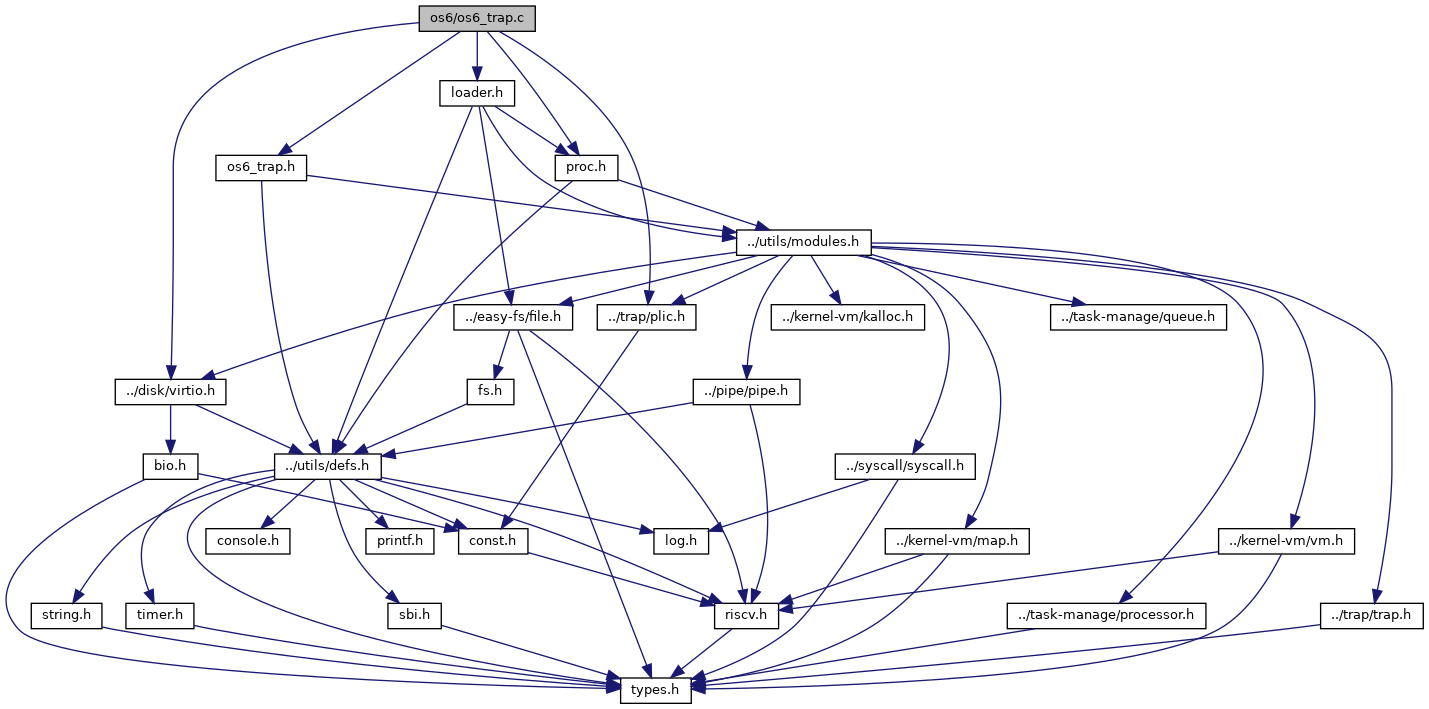 os6/os6_trap.c
loader.h
os6_trap.h
proc.h
../utils/modules.h
../easy-fs/file.h
../trap/plic.h
../kernel-vm/kalloc.h
../task-manage/queue.h
../disk/virtio.h
fs.h
../pipe/pipe.h
bio.h
../utils/defs.h
../syscall/syscall.h
console.h
printf.h
const.h
log.h
../kernel-vm/map.h
../kernel-vm/vm.h
string.h
timer.h
sbi.h
riscv.h
../task-manage/processor.h
../trap/trap.h
types.h